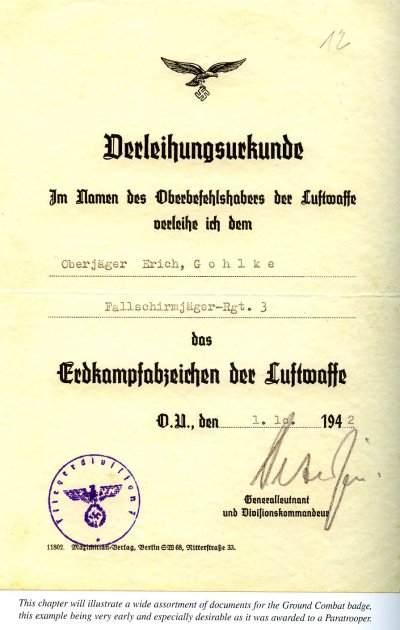 12
Verleihungsurkunde
Im Namen des Oberbefehlshabers der Luftwaffe
verleihe ich dem
Oberjäger Erich, G o h l k e
Fallschirmjäger-Rgt. 3
das
Erdkampfabzeichen der Luftwaffe
O.U., den 1. 10. 1942
Generalleutnant
und Divisionskommandeur
Fliegerdivision 7
11802. Maximilian-Verlag, Berlin SW 68, Ritterstraße 33.
This chapter will illustrate a wide assortment of documents for the Ground Combat badge,
this example being very early and especially desirable as it was awarded to a Paratrooper.